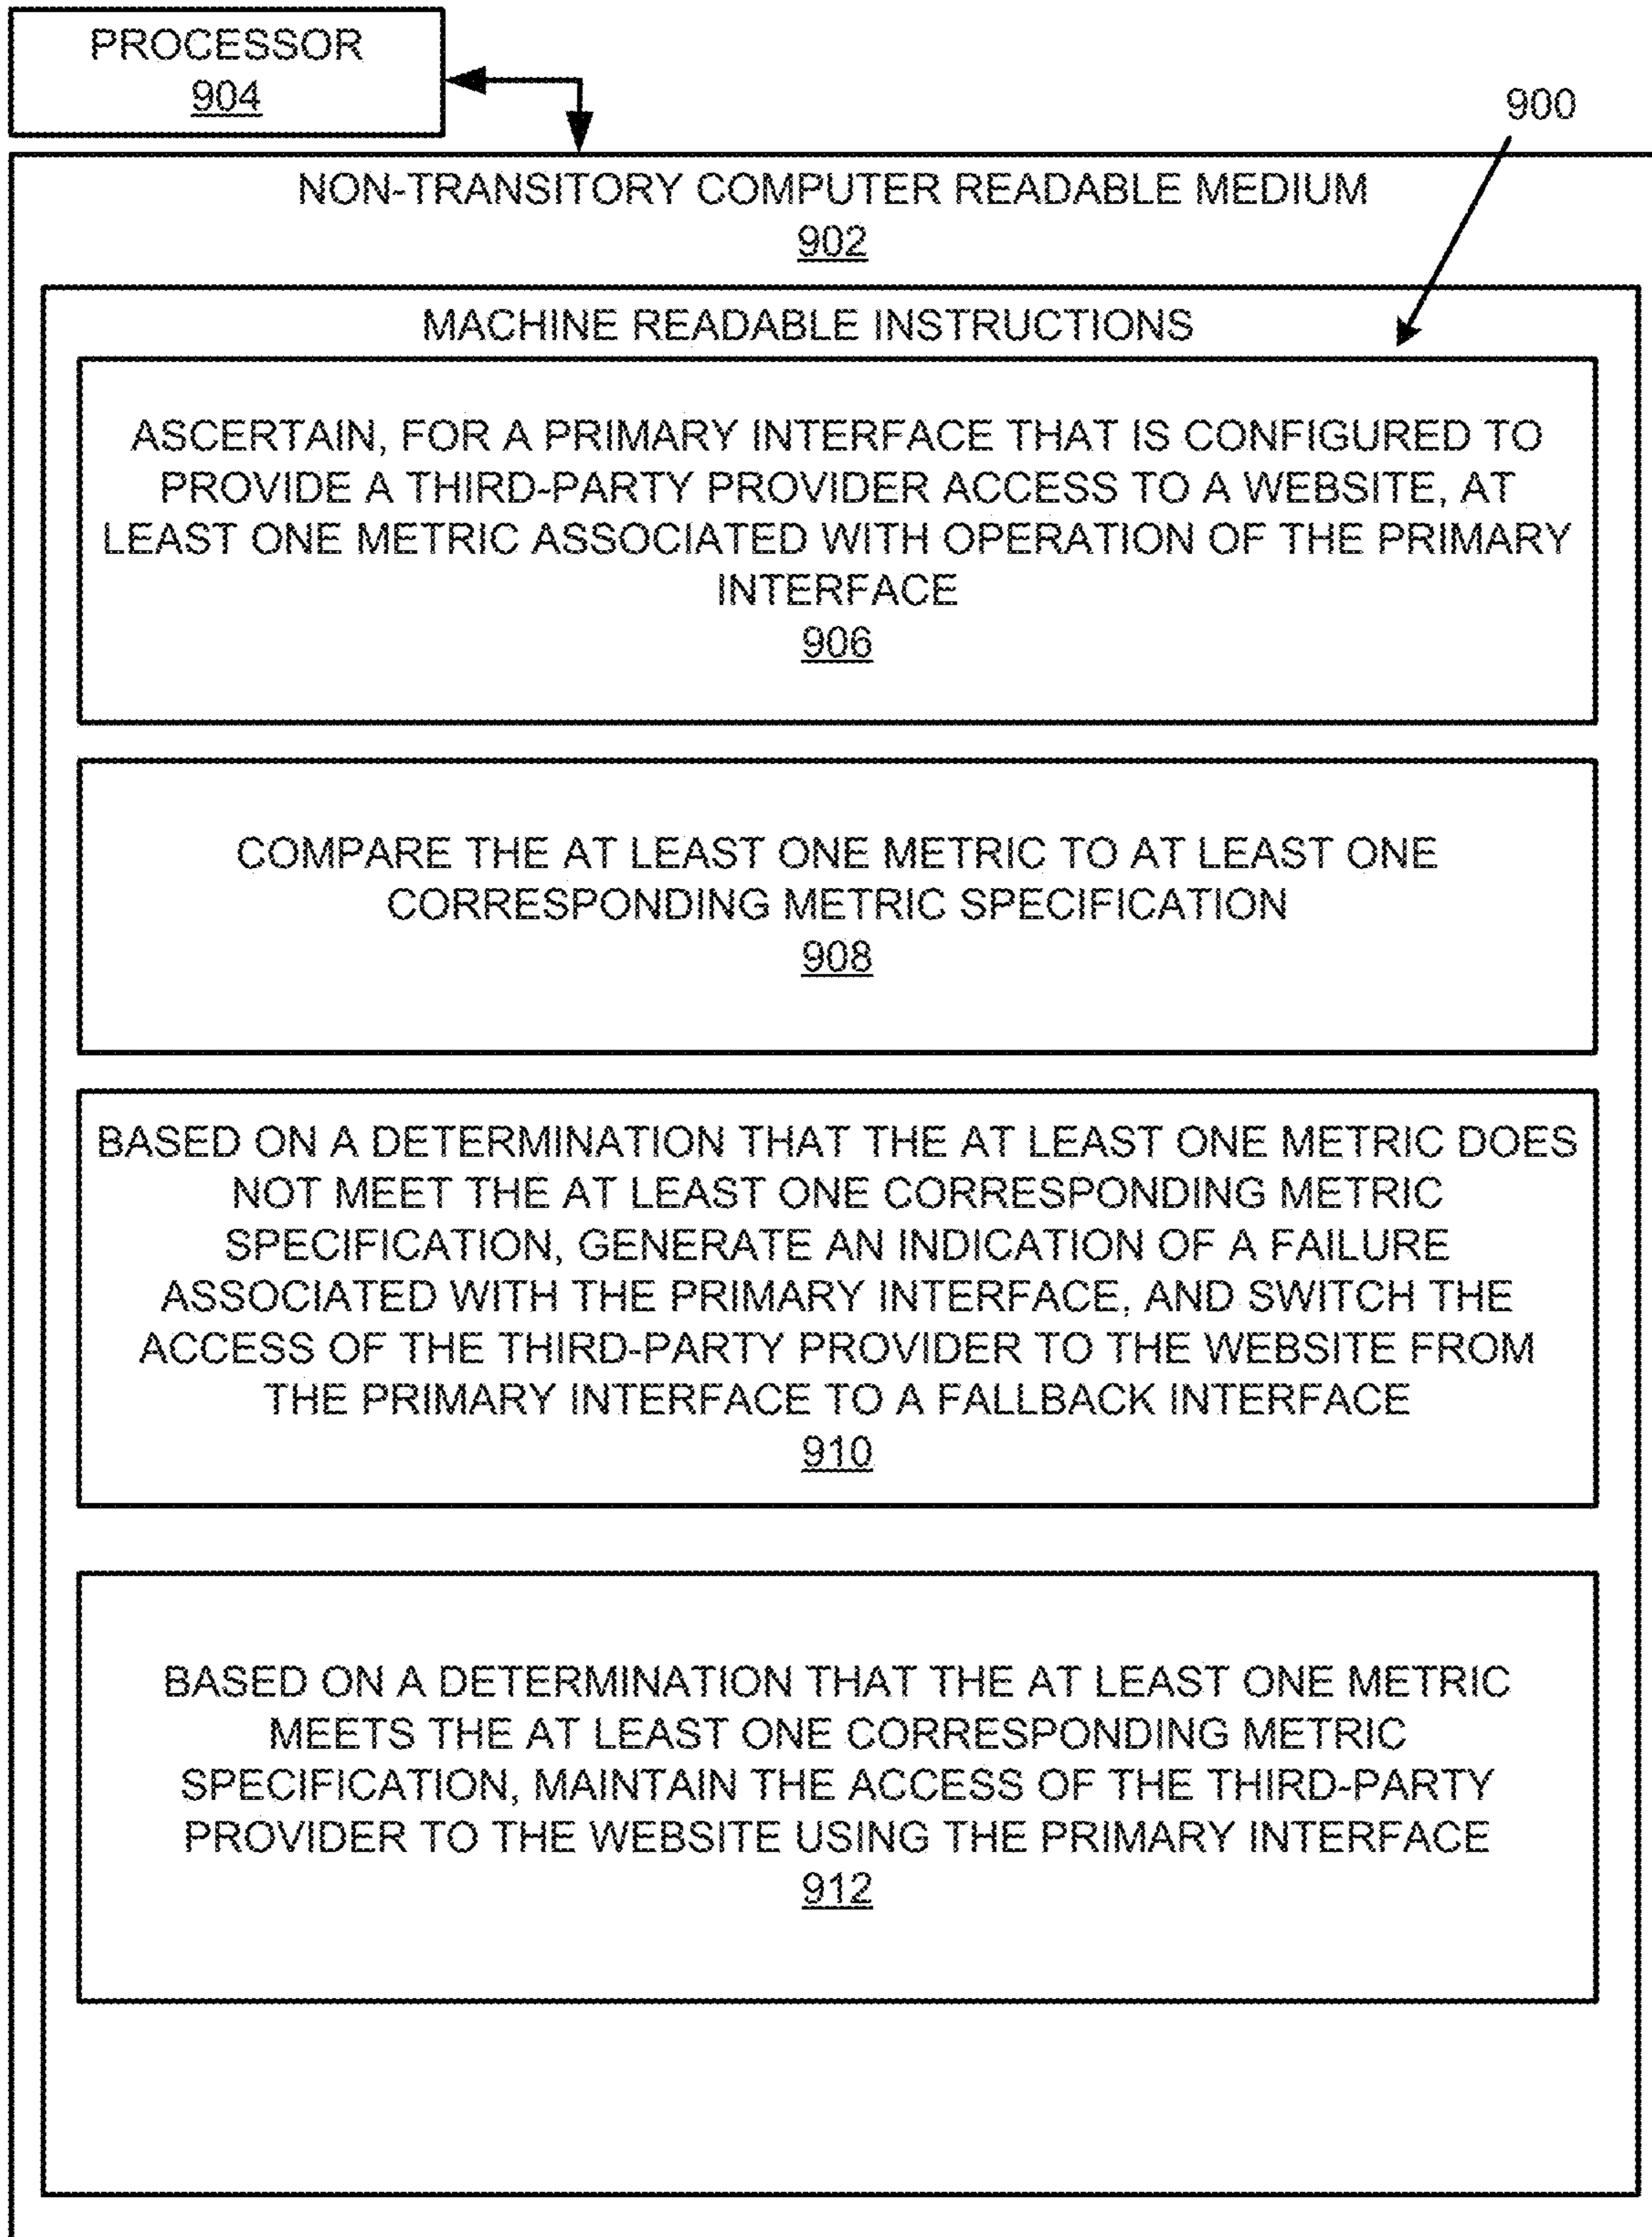 PROCESSOR
904
900
NON-TRANSITORY COMPUTER READABLE MEDIUM
902
MACHINE READABLE INSTRUCTIONS
ASCERTAIN, FOR A PRIMARY INTERFACE THAT IS CONFIGURED TO
PROVIDE A THIRD-PARTY PROVIDER ACCESS TO A WEBSITE, AT
LEAST ONE METRIC ASSOCIATED WITH OPERATION OF THE PRIMARY
INTERFACE
906
COMPARE THE AT LEAST ONE METRIC TO AT LEAST ONE
CORRESPONDING METRIC SPECIFICATION
908
BASED ON A DETERMINATION THAT THE AT LEAST ONE METRIC DOES
NOT MEET THE AT LEAST ONE CORRESPONDING METRIC
SPECIFICATION, GENERATE AN INDICATION OF A FAILURE
ASSOCIATED WITH THE PRIMARY INTERFACE, AND SWITCH THE
ACCESS OF THE THIRD-PARTY PROVIDER TO THE WEBSITE FROM
THE PRIMARY INTERFACE TO A FALLBACK INTERFACE
910
BASED ON A DETERMINATION THAT THE AT LEAST ONE METRIC
MEETS THE AT LEAST ONE CORRESPONDING METRIC
SPECIFICATION, MAINTAIN THE ACCESS OF THE THIRD-PARTY
PROVIDER TO THE WEBSITE USING THE PRIMARY INTERFACE
912